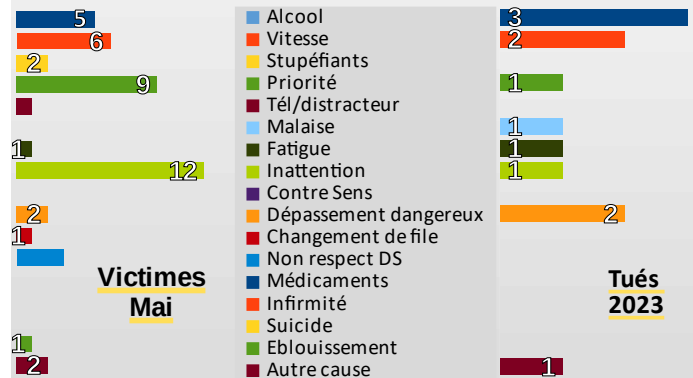 5
6
2
9
1
12
2
1
1
2
Victimes
Mai
Alcool
Vitesse
Stupéfiants
Priorité
Tél/distracteur
Malaise
Fatigue
Inattention
Contre Sens
Dépassement dangereux
Changement de file
Non respect DS
Médicaments
Infirmité
Suicide
Eblouissement
Autre cause
3
2
1
1
1
1
2
1
Tués
2023